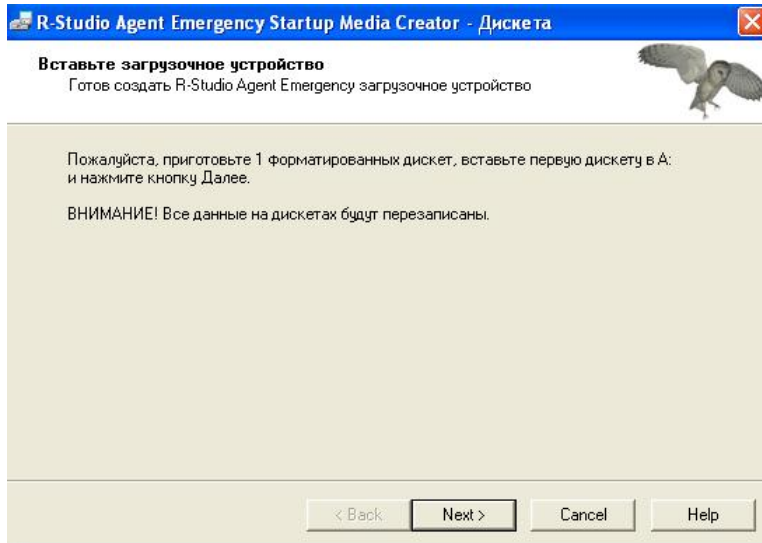 R-Studio Agent Emergency Startup Media Creator - Дискета
Вставьте загрузочное устройство
Готов создать R-Studio Agent Emergency загрузочное устройство
Пожалуйста, приготовьте 1 форматированных дискет, вставьте первую дискету в A:
и нажмите кнопку Далее.
ВНИМАНИЕ! Все данные на дискетах будут перезаписаны.
< Back
Next >
Cancel
Help